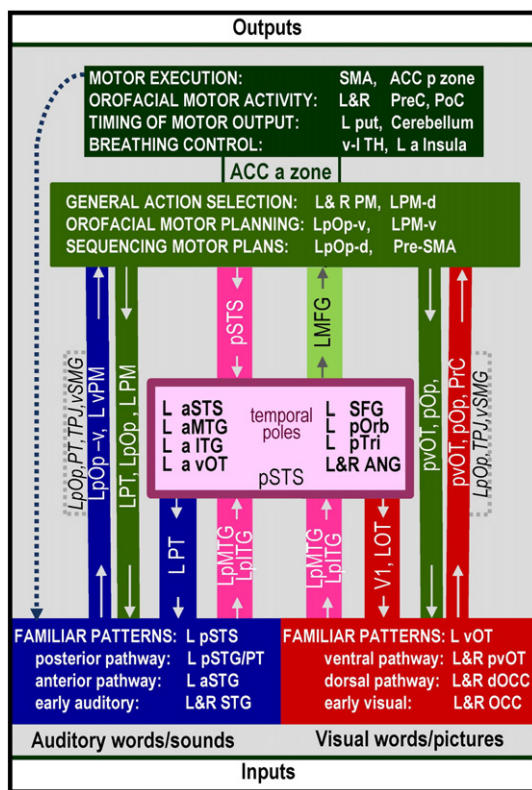 Outputs
MOTOR EXECUTION: SMA, ACC p zone
OROFACIAL MOTOR ACTIVITY: L&R PreC, PoC
TIMING OF MOTOR OUTPUT: L put, Cerebellum
BREATHING CONTROL: v-l TH, L a Insula
ACC a zone
GENERAL ACTION SELECTION: L& R PM, LPM-d
OROFACIAL MOTOR PLANNING: LpOp-v, LPM-v
SEQUENCING MOTOR PLANS: LpOp-d, Pre-SMA
LpOp, PT, TPJ, vSMG
LpOp –v, L vPM
LPT, LpOp, L PM
pSTS
LMFG
pvOT, pOp,
pvOT, pOp, PrC
LpOp, TPJ, vSMG
L aSTS
L aMTG
L a ITG
L a vOT
temporal
poles
pSTS
L SFG
L pOrb
L pTri
L&R ANG
L PT
LpMTG
LpITG
LpMTG
LpITG
V1, LOT
FAMILIAR PATTERNS: L pSTS
posterior pathway: L pSTG/PT
anterior pathway: L aSTG
early auditory: L&R STG
FAMILIAR PATTERNS: L vOT
ventral pathway: L&R pvOT
dorsal pathway: L&R dOCC
early visual: L&R OCC
Auditory words/sounds
Visual words/pictures
Inputs